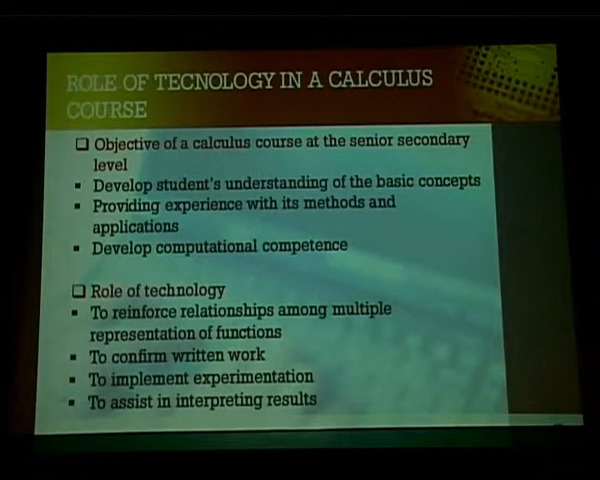 ROLE OF TECNOLOGY IN A CALCULUS
COURSE
❑ Objective of a calculus course at the senior secondary
level
▪ Develop student's understanding of the basic concepts
▪ Providing experience with its methods and
applications
▪ Develop computational competence
❑ Role of technology
▪ To reinforce relationships among multiple
representation of functions
▪ To confirm written work
▪ To implement experimentation
▪ To assist in interpreting results